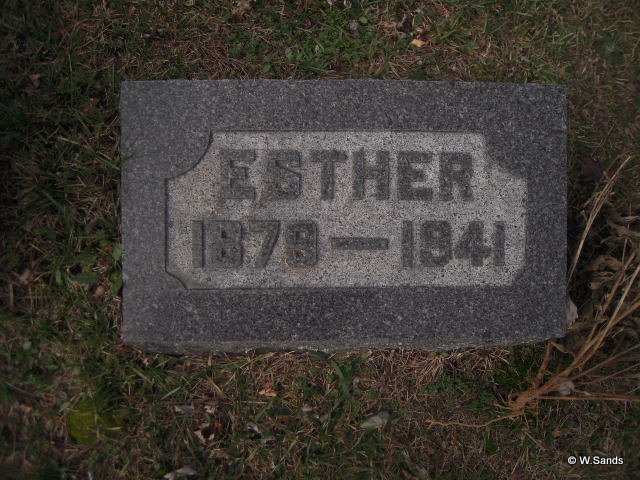 ESTHER
1879 — 1941
© W.Sands